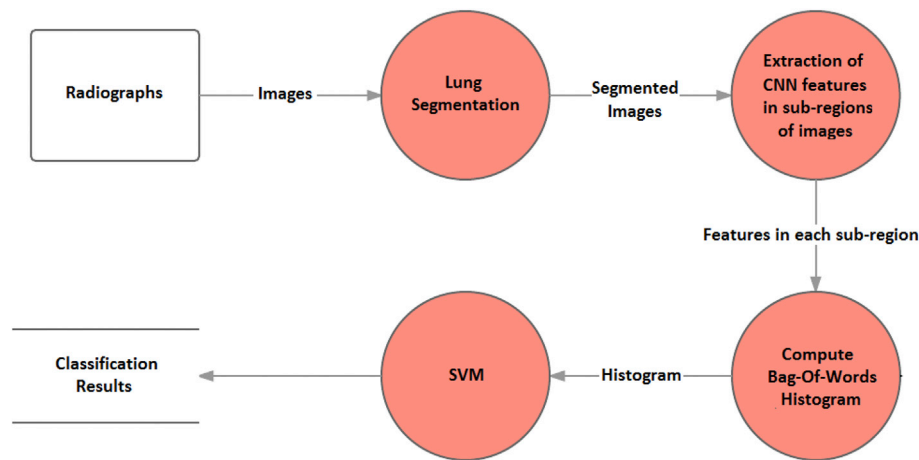 Radiographs
Images
Lung
Segmentation
Segmented
Images
Extraction of
CNN features
in sub-regions
of images
Features in each sub-region
Compute
Bag-Of-Words
Histogram
Histogram
SVM
Classification
Results